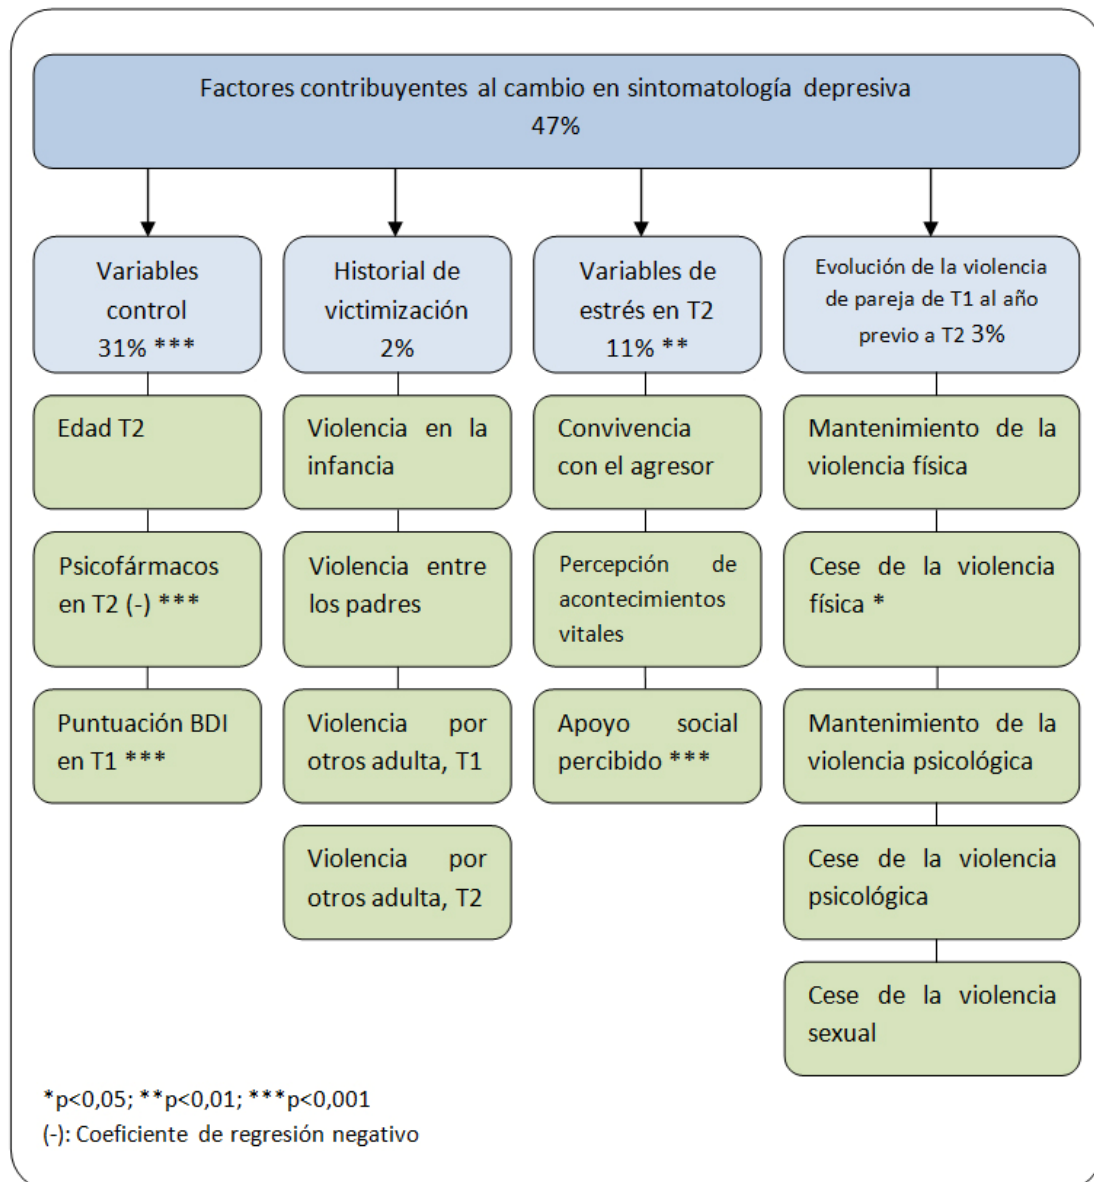 Factores contribuyentes al cambio en sintomatología depresiva
47%
Variables
control
31% ***
Historial de
victimización
2%
Variables de
estrés en T2
11% **
Evolución de la violencia
de pareja de T1 al año
previo a T2 3%
Edad T2
Violencia en la
infancia
Convivencia
con el agresor
Mantenimiento de la
violencia física
Psicofármacos
en T2 (-) ***
Violencia entre
los padres
Percepción de
acontecimientos
vitales
Cese de la violencia
física *
Puntuación BDI
en T1 ***
Violencia por
otros adulta, T1
Apoyo social
percibido ***
Mantenimiento de la
violencia psicológica
Violencia por
otros adulta, T2
Cese de la violencia
psicológica
Cese de la violencia
sexual
*p<0,05; **p<0,01; ***p<0,001
(-): Coeficiente de regresión negativo